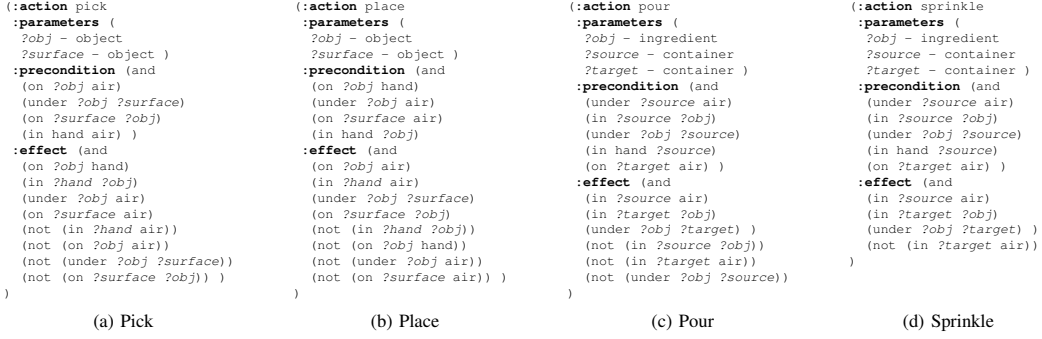 (:action pick
:parameters (
?obj – object
?surface – object )
:precondition (and
(on ?obj air)
(under ?obj ?surface)
(on ?surface ?obj)
(in hand air) )
:effect (and
(on ?obj hand)
(in ?hand ?obj)
(under ?obj air)
(on ?surface air)
(not (in ?hand air))
(not (on ?obj air))
(not (under ?obj ?surface))
(not (on ?surface ?obj)) )
)
(a) Pick
(:action place
:parameters (
?obj – object
?surface – object )
:precondition (and
(on ?obj hand)
(under ?obj air)
(on ?surface air)
(in hand ?obj)
:effect (and
(on ?obj air)
(in ?hand air)
(under ?obj ?surface)
(on ?surface ?obj)
(not (in ?hand ?obj))
(not (on ?obj hand))
(not (under ?obj air))
(not (on ?surface air)) )
)
(b) Place
(:action pour
:parameters (
?obj – ingredient
?source – container
?target – container )
:precondition (and
(under ?source air)
(in ?source ?obj)
(under ?obj ?source)
(in hand ?source)
(on ?target air) )
:effect (and
(in ?source air)
(in ?target ?obj)
(under ?obj ?target) )
(not (in ?source ?obj))
(not (in ?target air))
(not (under ?obj ?source))
)
(c) Pour
(:action sprinkle
:parameters (
?obj – ingredient
?source – container
?target – container )
:precondition (and
(under ?source air)
(in ?source ?obj)
(under ?obj ?source)
(in hand ?source)
(on ?target air) )
:effect (and
(in ?source air)
(in ?target ?obj)
(under ?obj ?target) )
(not (in ?target air))
)
(d) Sprinkle